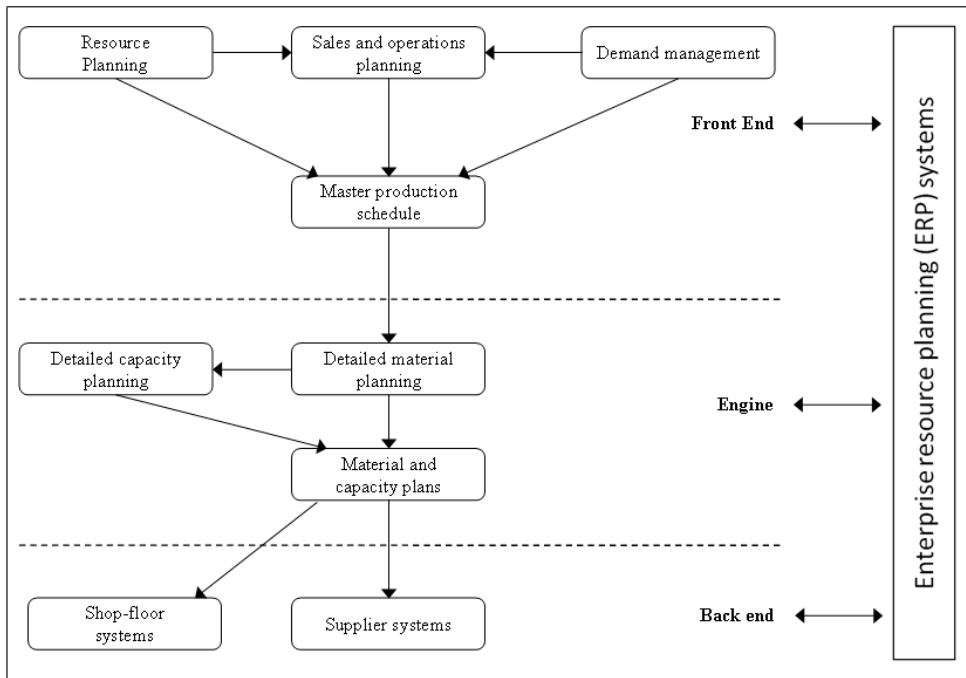 Resource
Planning
Sales and operations
planning
Demand management
Front End
Master production
schedule
Detailed capacity
planning
Detailed material
planning
Engine
Material and
capacity plans
Shop-floor
systems
Supplier systems
Back end
Enterprise resource planning (ERP) systems